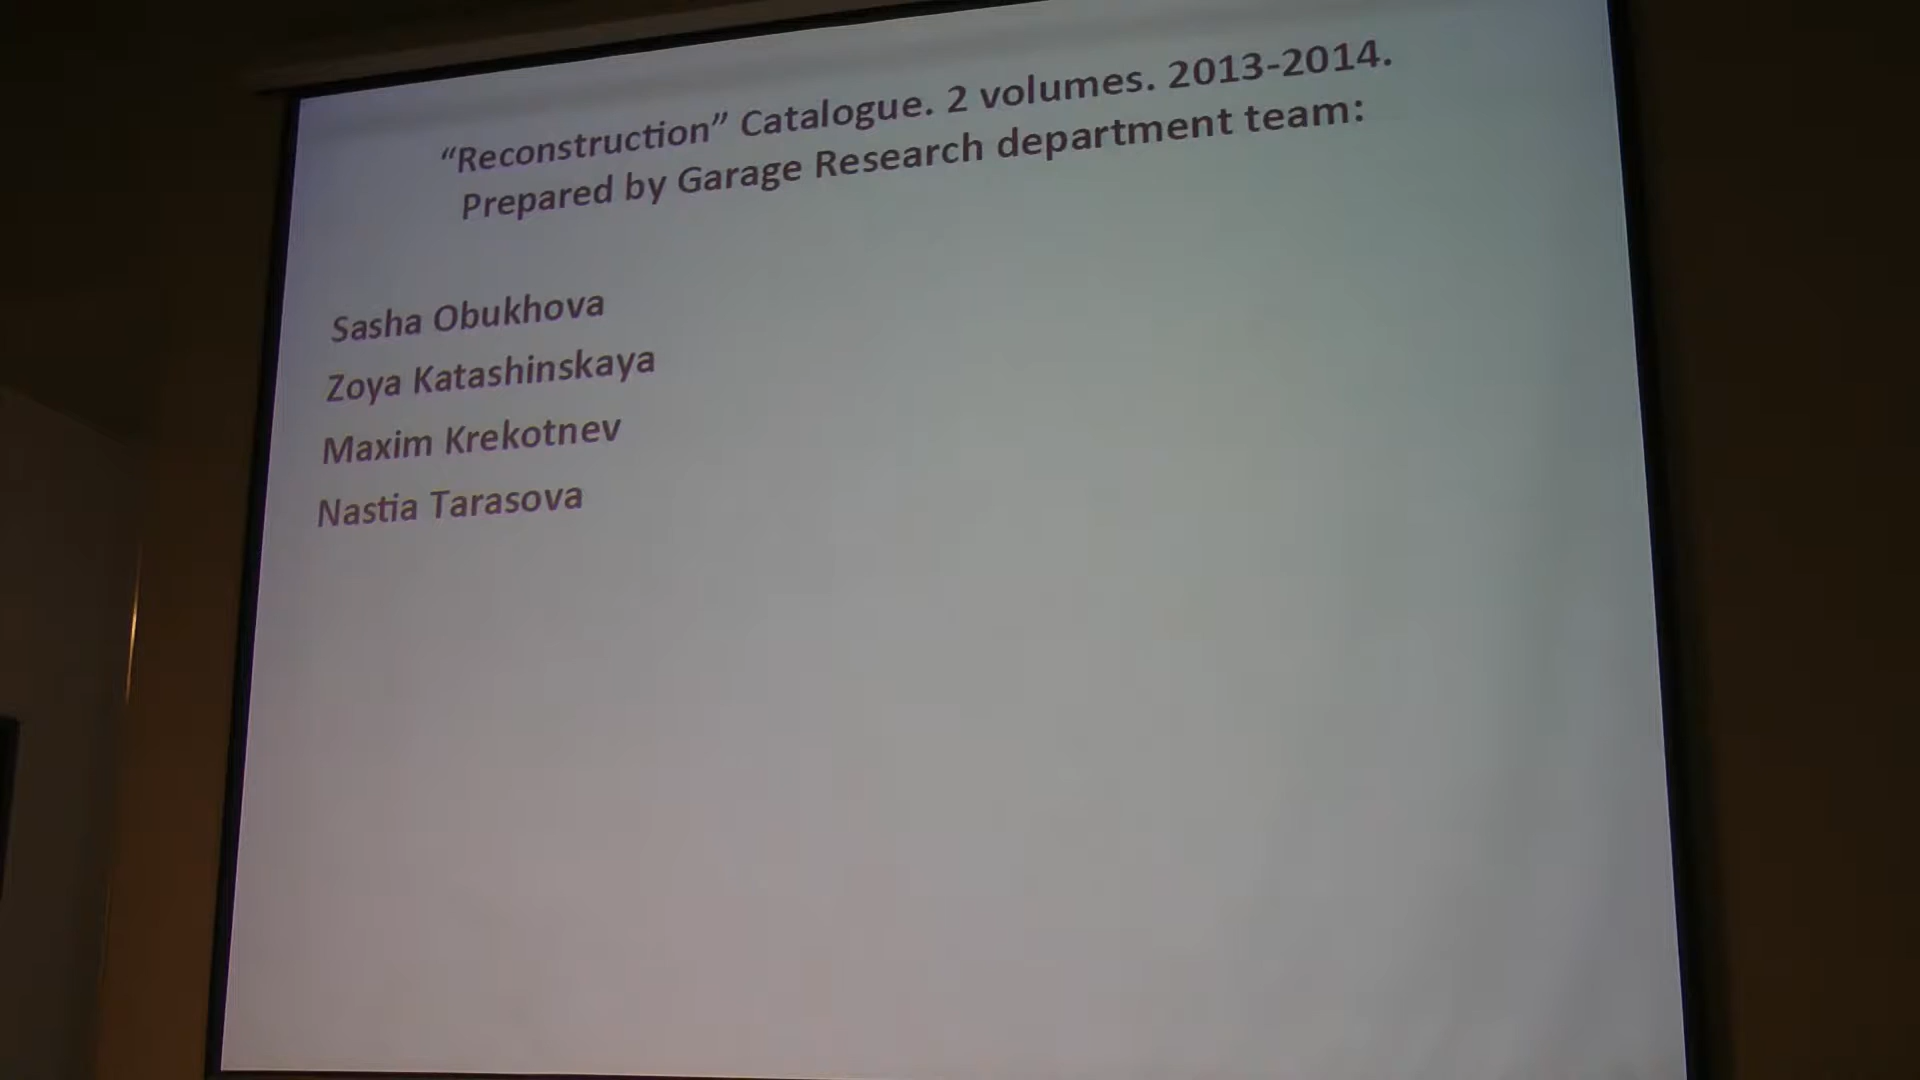 “Reconstruction” Catalogue. 2 volumes. 2013-2014.
Prepared by Garage Research department team:
Sasha Obukhova
Zoya Katashinskaya
Maxim Krekotnev
Nastia Tarasova